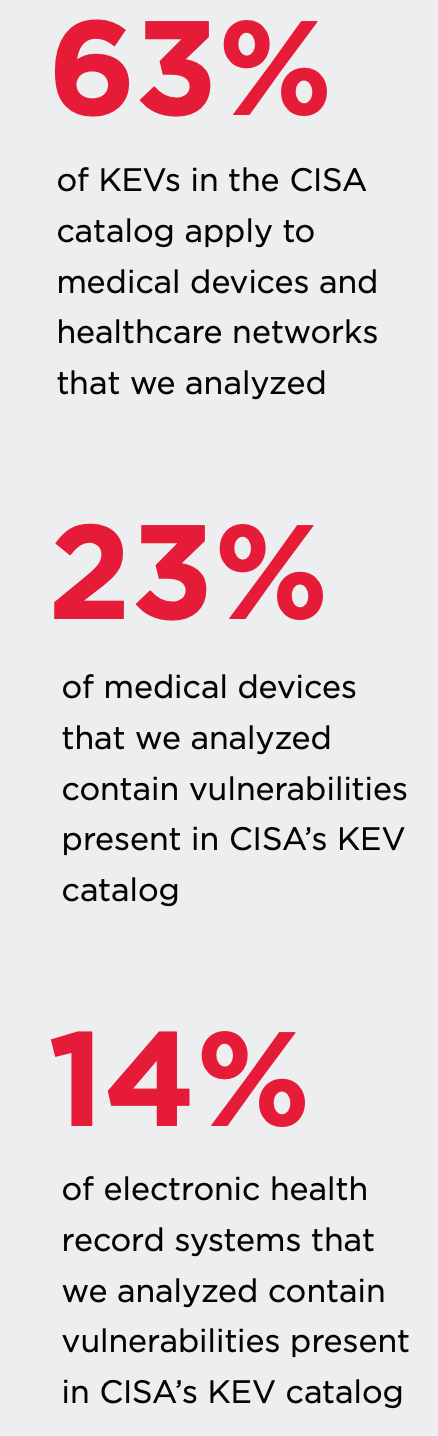 63%
of KEVs in the CISA
catalog apply to
medical devices and
healthcare networks
that we analyzed
23%
of medical devices
that we analyzed
contain vulnerabilities
present in CISA’s KEV
catalog
14%
of electronic health
record systems that
we analyzed contain
vulnerabilities present
in CISA’s KEV catalog